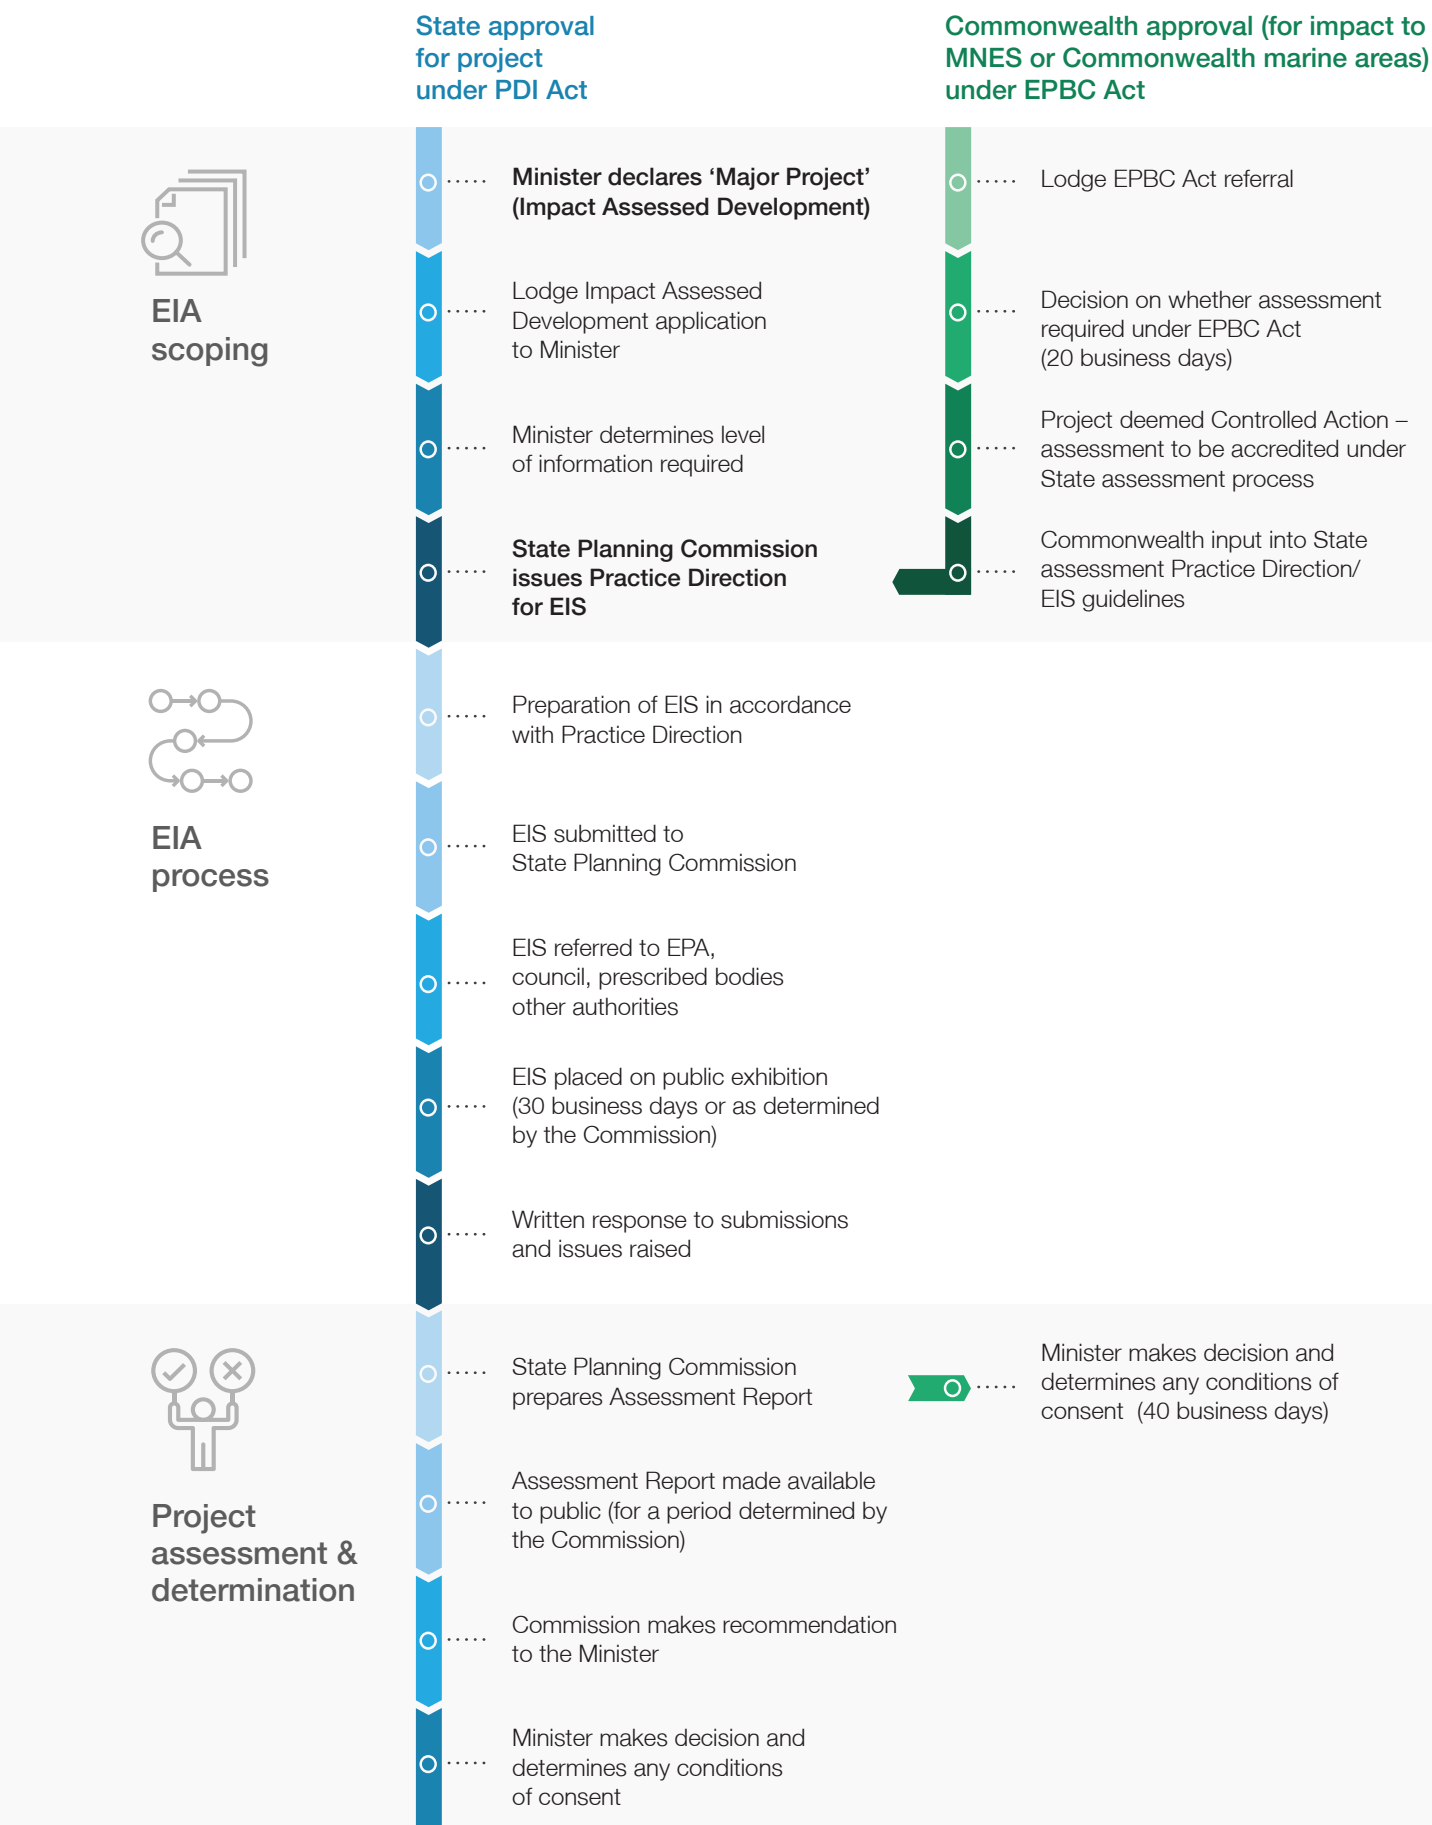 State approval
for project
under PDI Act
Commonwealth approval (for impact to
MNES or Commonwealth marine areas)
under EPBC Act
EIA
scoping
Minister declares ‘Major Project’
(Impact Assessed Development)
Lodge EPBC Act referral
Lodge Impact Assessed
Development application
to Minister
Decision on whether assessment
required under EPBC Act
(20 business days)
Minister determines level
of information required
Project deemed Controlled Action –
assessment to be accredited under
State assessment process
State Planning Commission
issues Practice Direction
for EIS
Commonwealth input into State
assessment Practice Direction/
EIS guidelines
EIA
process
Preparation of EIS in accordance
with Practice Direction
EIS submitted to
State Planning Commission
EIS referred to EPA,
council, prescribed bodies
other authorities
EIS placed on public exhibition
(30 business days or as determined
by the Commission)
Written response to submissions
and issues raised
Project
assessment &
determination
State Planning Commission
prepares Assessment Report
Minister makes decision and
determines any conditions of
consent (40 business days)
Assessment Report made available
to public (for a period determined by
the Commission)
Commission makes recommendation
to the Minister
Minister makes decision and
determines any conditions
of consent